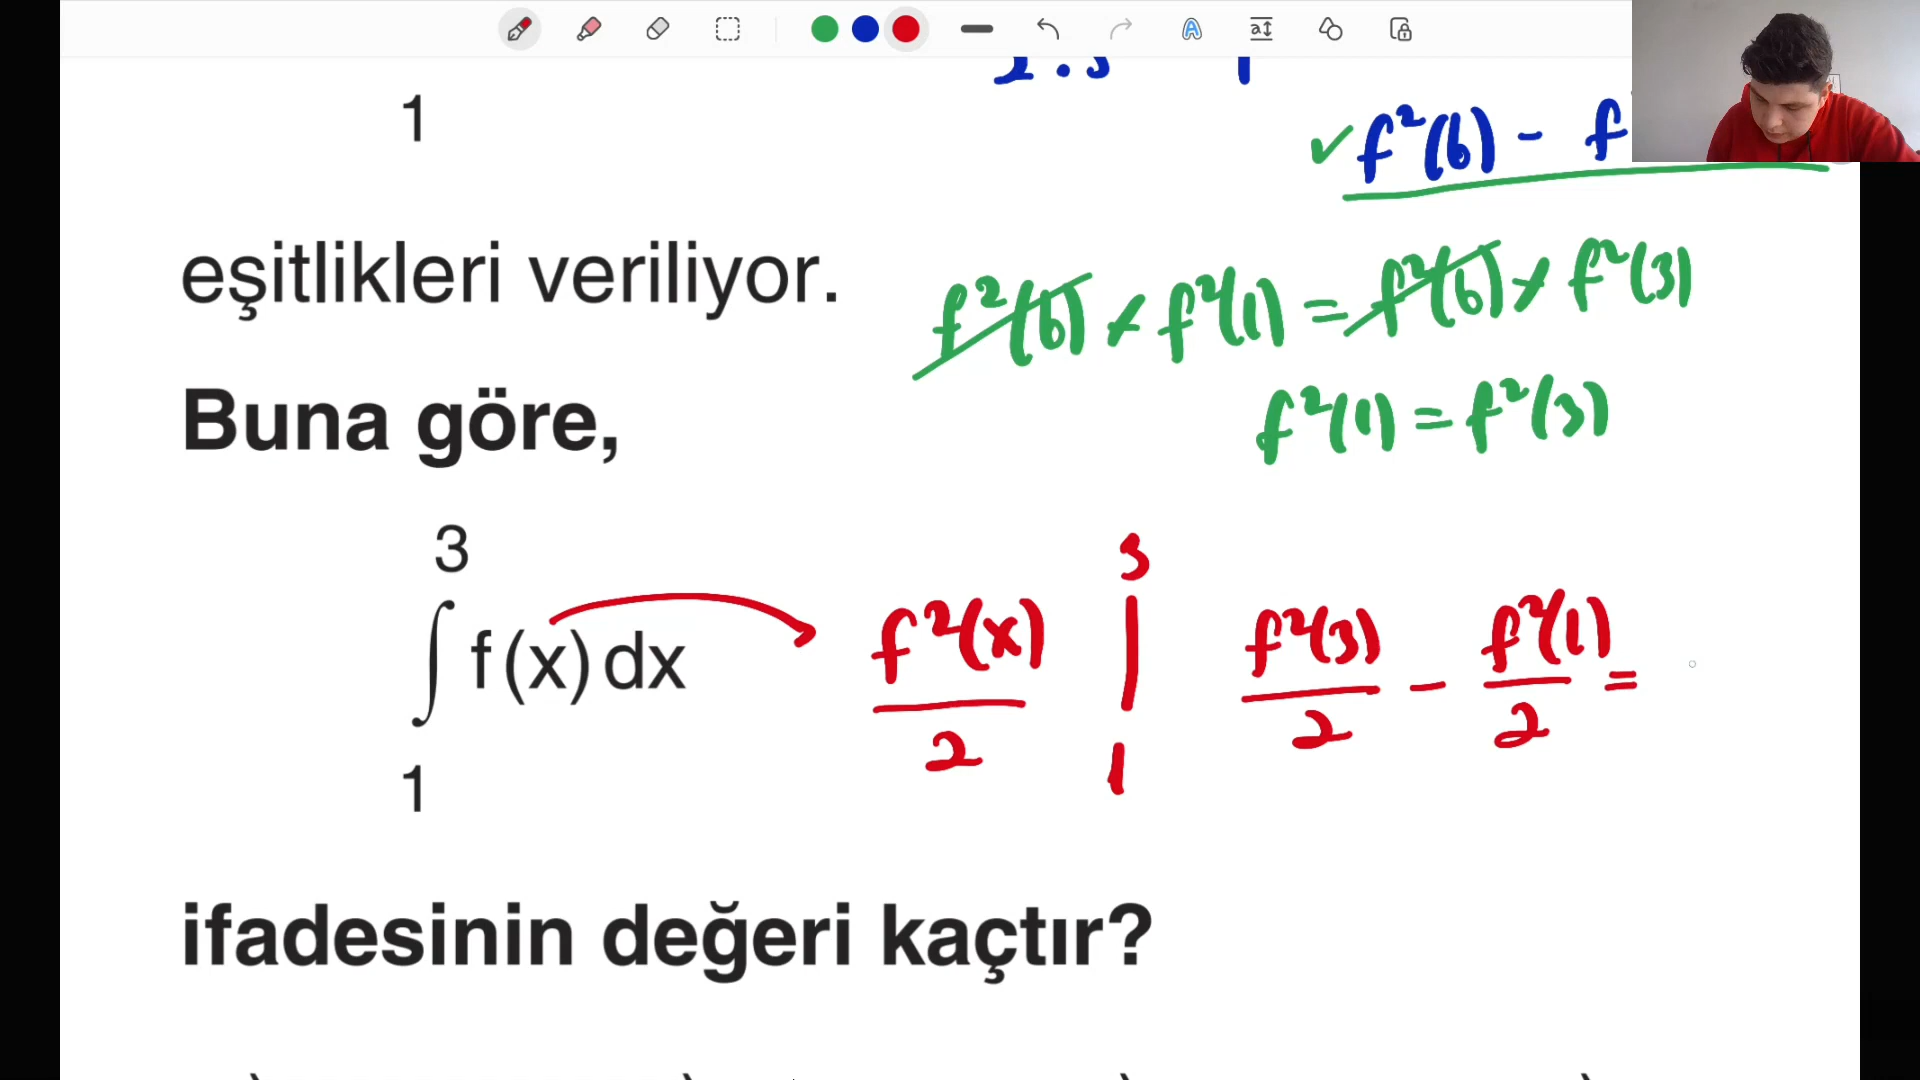 1
f²(6) - f
eşitlikleri veriliyor.
f²(6) × f²(1) = f²(6) × f²(3)
Buna göre,
f²(1) = f²(3)
3
∫ f(x) dx
1
f²(x)
2
3
1
f²(3)/2 - f²(1)/2 =
ifadesinin değeri kaçtır?